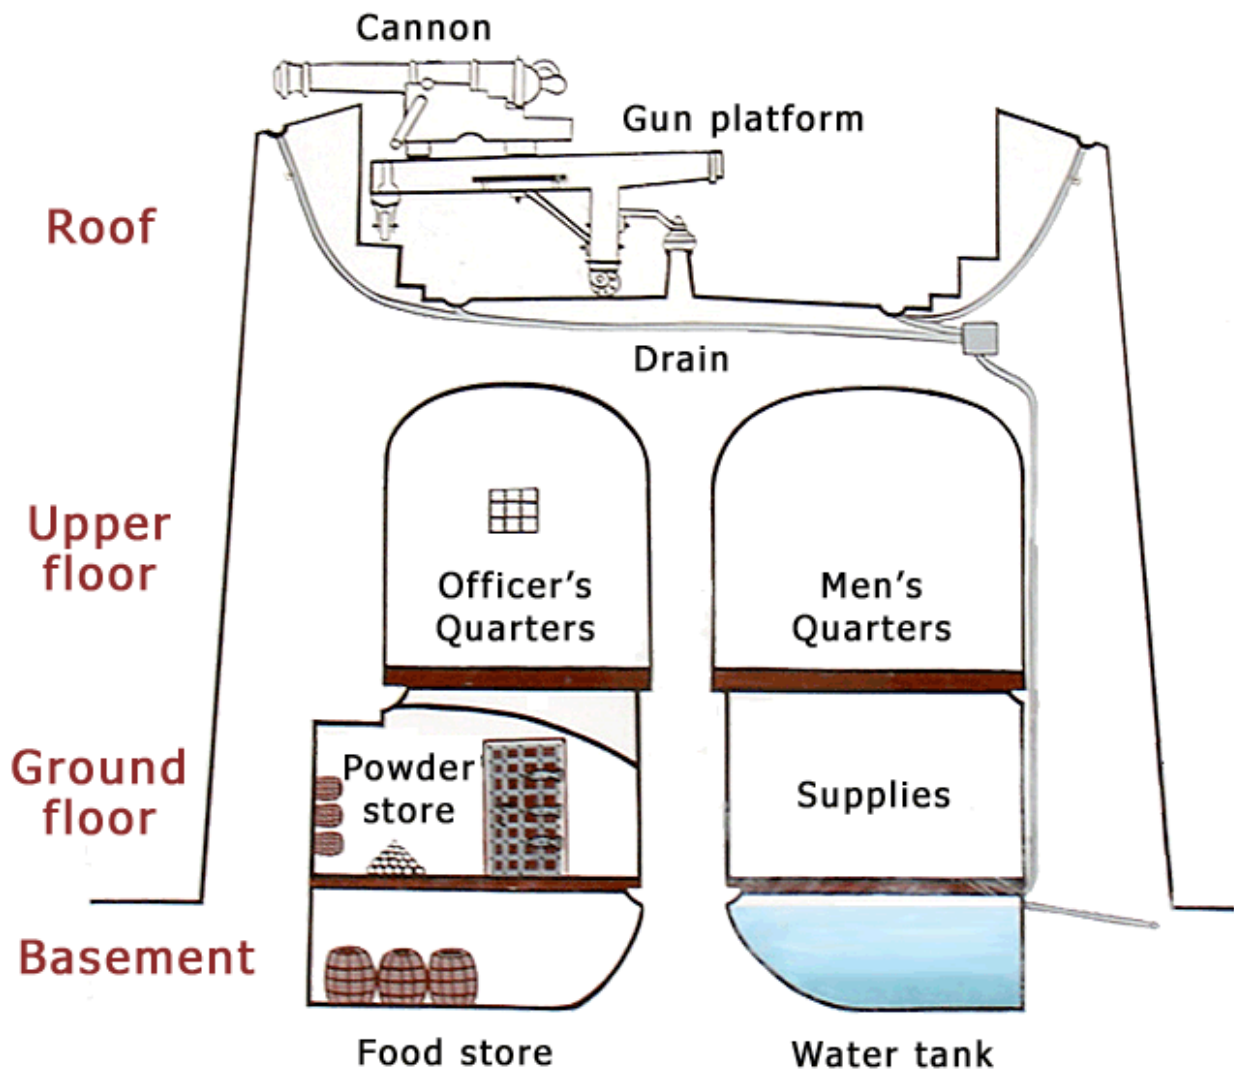 Cannon
Gun platform
Roof
Drain
Upper
floor
Officer's
Quarters
Men's
Quarters
Ground
floor
Powder
store
Supplies
Basement
Food store
Water tank